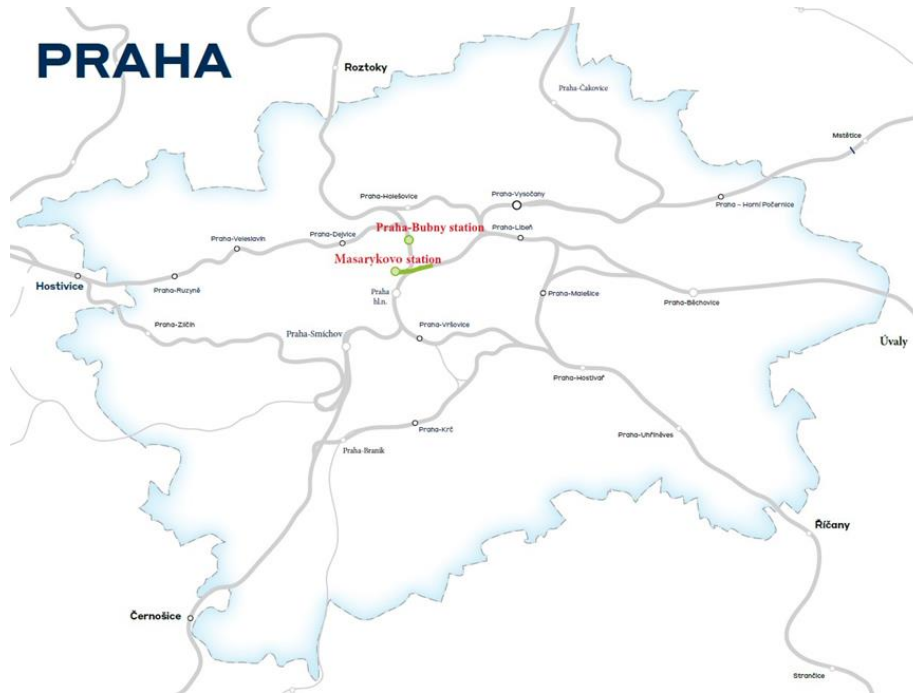 PRAHA
Roztoky
Praha-Čakovice
Mstětice
Praha-Holešovice
Praha-Vysočany
Praha – Horní Počernice
Praha-Bubny station
Praha-Dejvice
Praha-Libeň
Praha-Veleslavín
Masarykovo station
Hostivice
Praha-Ruzyně
Praha
hl.n.
Praha-Malešice
Praha-Běchovice
Praha-Zličín
Praha-Smíchov
Praha-Vršovice
Úvaly
Praha-Hostivař
Praha-Krč
Praha-Uhříněves
Praha-Braník
Říčany
Černošice
Strančice